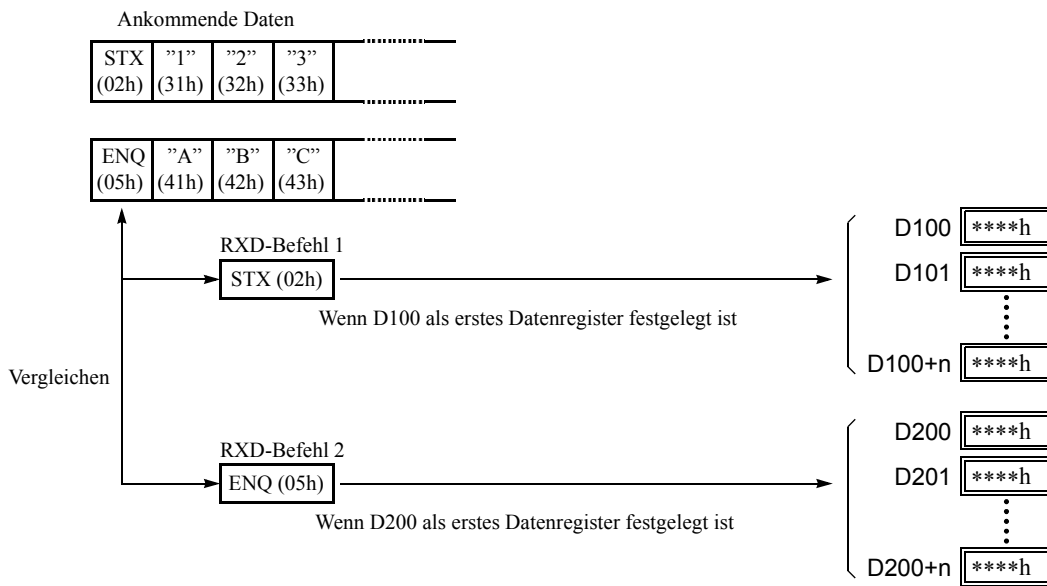 Ankommende Daten
STX ”1” ”2” ”3”
(02h) (31h) (32h) (33h)
ENQ ”A” ”B” ”C”
(05h) (41h) (42h) (43h)
RXD-Befehl 1
STX (02h)
Wenn D100 als erstes Datenregister festgelegt ist
D100 ****h
D101 ****h
D100+n ****h
Vergleichen
RXD-Befehl 2
ENQ (05h)
Wenn D200 als erstes Datenregister festgelegt ist
D200 ****h
D201 ****h
D200+n ****h